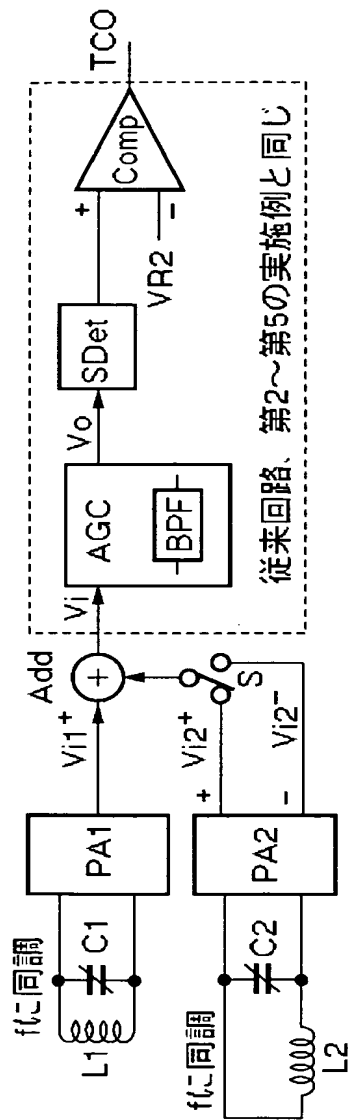 fに同調
L1
C1
PA1
Vi1+
Add
+
Vi
AGC
BPF
Vo
SDet
+
Comp
−
VR2
TCO
従来回路、第2〜第5の実施例と同じ
fに同調
L2
C2
PA2
+
−
Vi2+
Vi2−
S